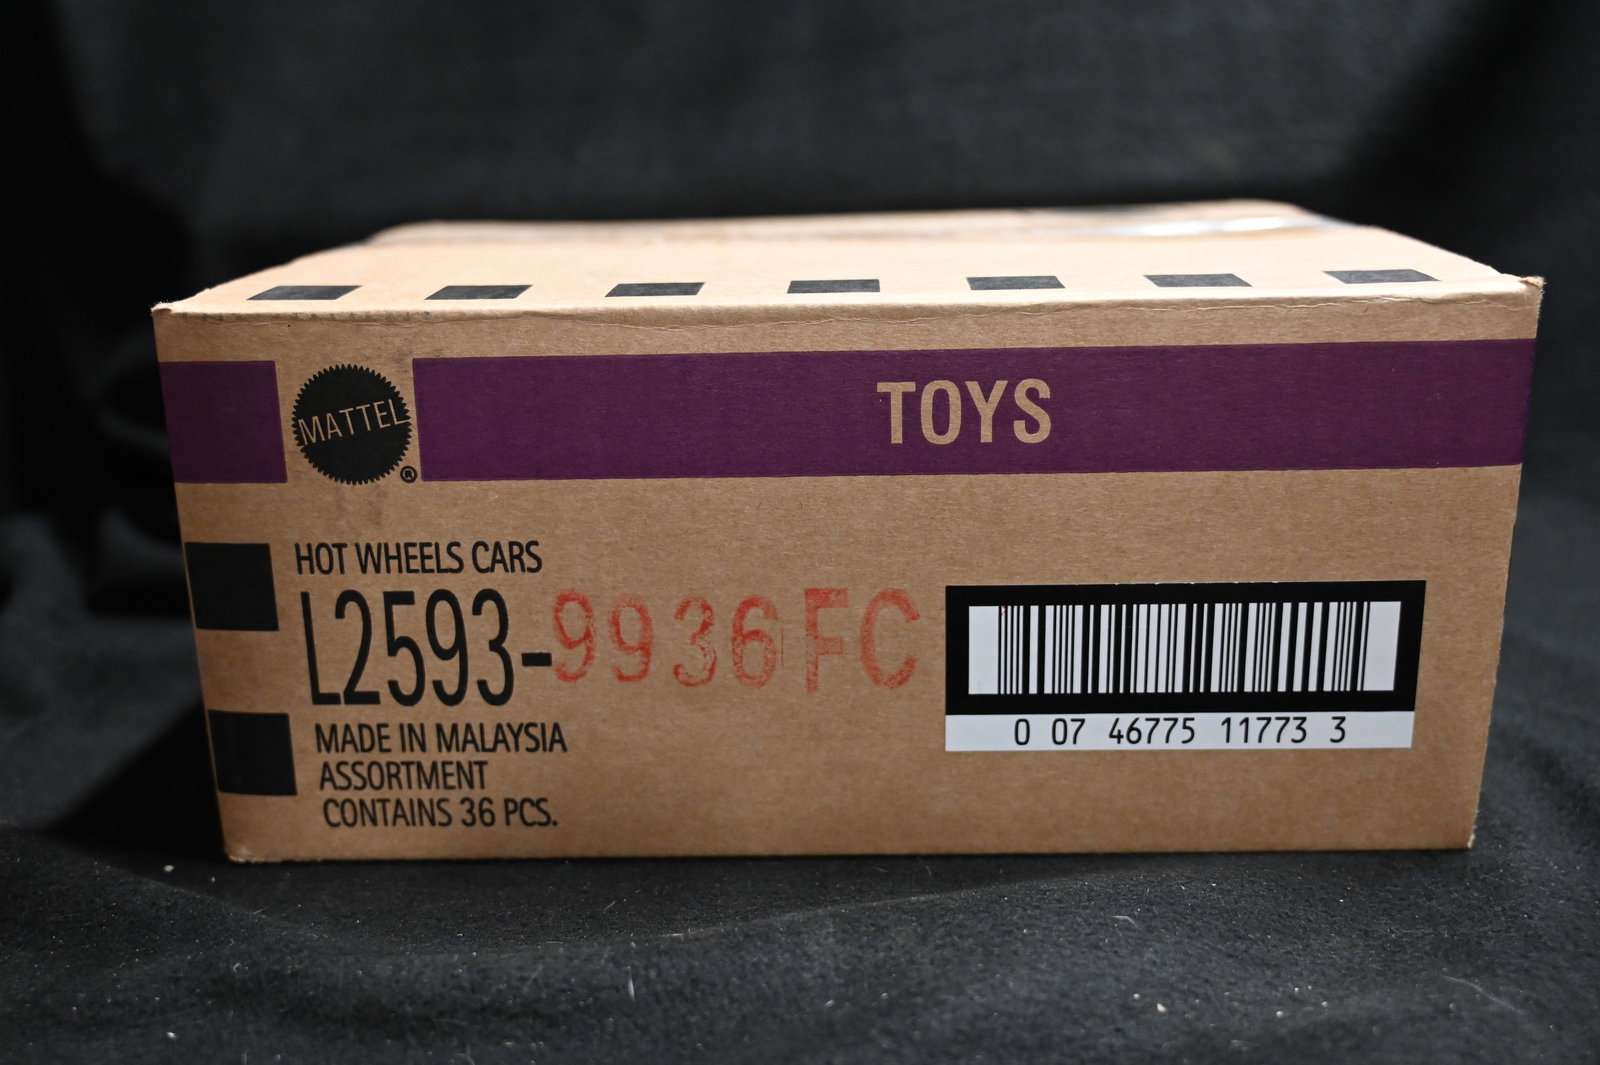 MATTEL
®
TOYS
HOT WHEELS CARS
L2593-9936FC
MADE IN MALAYSIA
ASSORTMENT
CONTAINS 36 PCS.
0 07 46775 11773 3